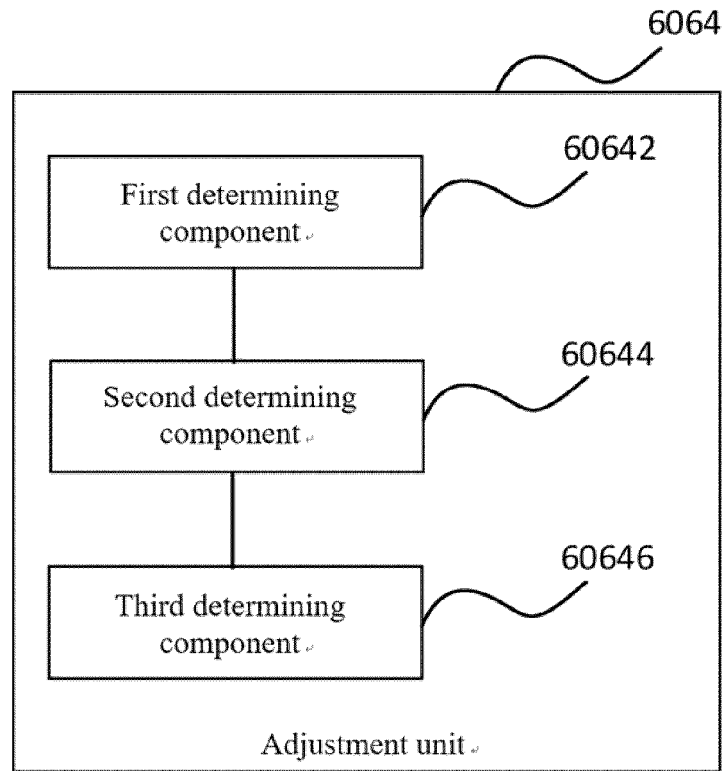 6064
60642
First determining
component
60644
Second determining
component
60646
Third determining
component
Adjustment unit